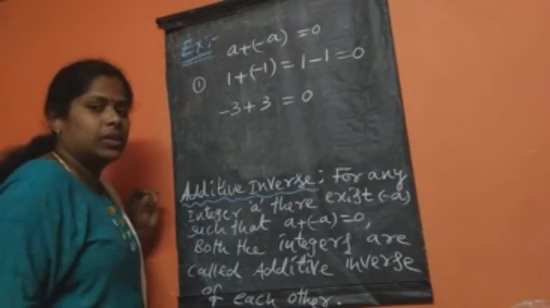 Ex:- a+(-a) = 0
① 1+(-1) = 1-1 = 0
-3+3 = 0
Additive Inverse : For any
Integer 'a' there exist (-a)
such that a+(-a)=0,
Both the integers are
called Additive inverse
of each other.